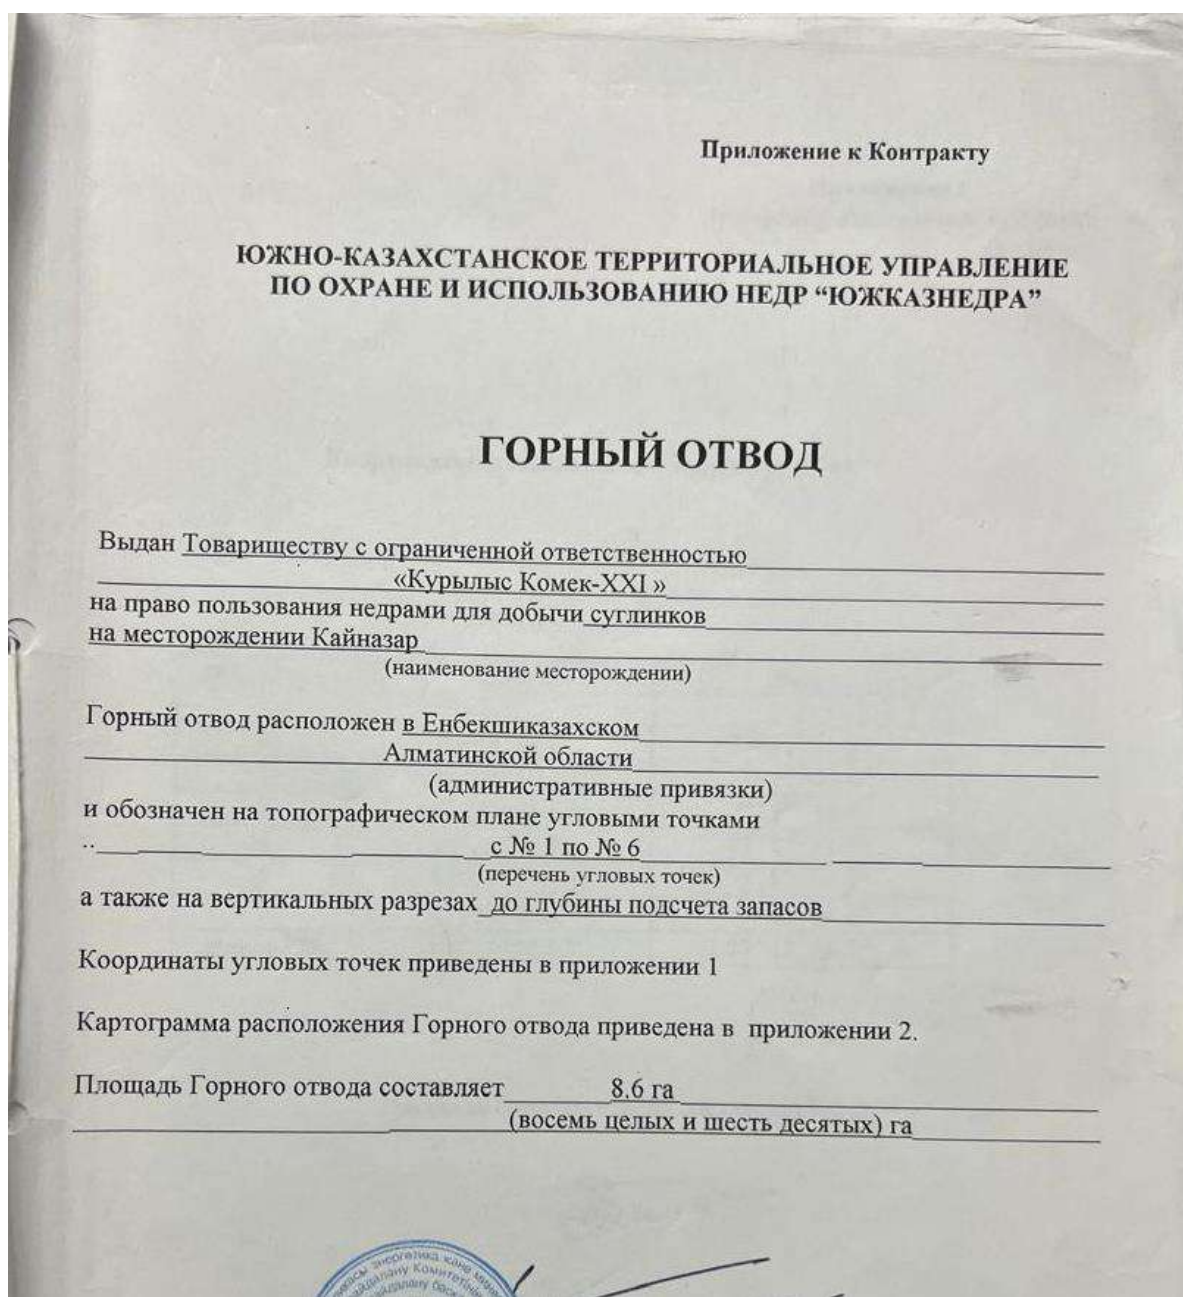 Приложение к Контракту
ЮЖНО-КАЗАХСТАНСКОЕ ТЕРРИТОРИАЛЬНОЕ УПРАВЛЕНИЕ
ПО ОХРАНЕ И ИСПОЛЬЗОВАНИЮ НЕДР “ЮЖКАЗНЕДРА”
ГОРНЫЙ ОТВОД
Выдан Товариществу с ограниченной ответственностью
«Курылыс Комек-XXI »
на право пользования недрами для добычи суглинков
на месторождении Кайназар
(наименование месторождении)
Горный отвод расположен в Енбекшиказахском
Алматинской области
(административные привязки)
и обозначен на топографическом плане угловыми точками
с № 1 по № 6
(перечень угловых точек)
а также на вертикальных разрезах до глубины подсчета запасов
Координаты угловых точек приведены в приложении 1
Картограмма расположения Горного отвода приведена в приложении 2.
Площадь Горного отвода составляет 8.6 га
(восемь целых и шесть десятых) га
энергетика және
Комитетінің